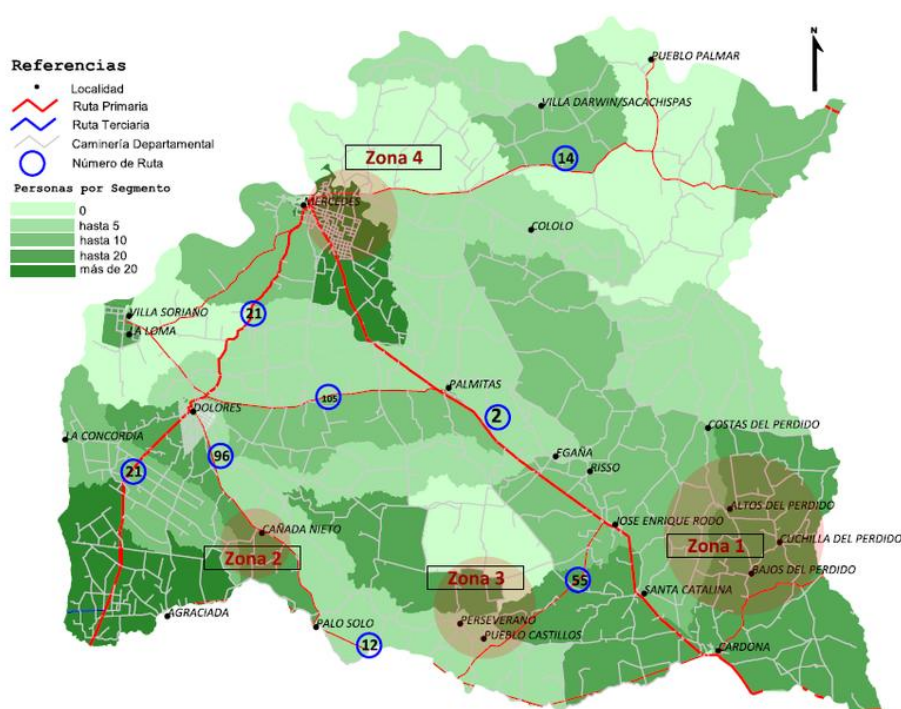 N
Referencias
Localidad
Ruta Primaria
Ruta Terciaria
Caminería Departamental
Número de Ruta
Personas por Segmento
0
hasta 5
hasta 10
hasta 20
más de 20
PUEBLO PALMAR
VILLA DARWIN/SACACHISPAS
Zona 4
14
MERCEDES
COLOLO
VILLA SORIAÑO
LA LOMA
21
PALMITAS
105
2
DOLORES
LA CONCORDIA
COSTAS DEL PERDIDO
96
21
EGAÑA
RISSO
ALTOS DEL PERDIDO
JOSE ENRIQUE RODO
CAÑADA NIETO
CUCHILLA DEL PERDIDO
Zona 1
Zona 2
Zona 3
55
BAJOS DEL PERDIDO
SANTA CATALINA
AGRACIADA
PALO SOLO
PERSEVERANO
PUEBLO CASTILLOS
12
CARDONA